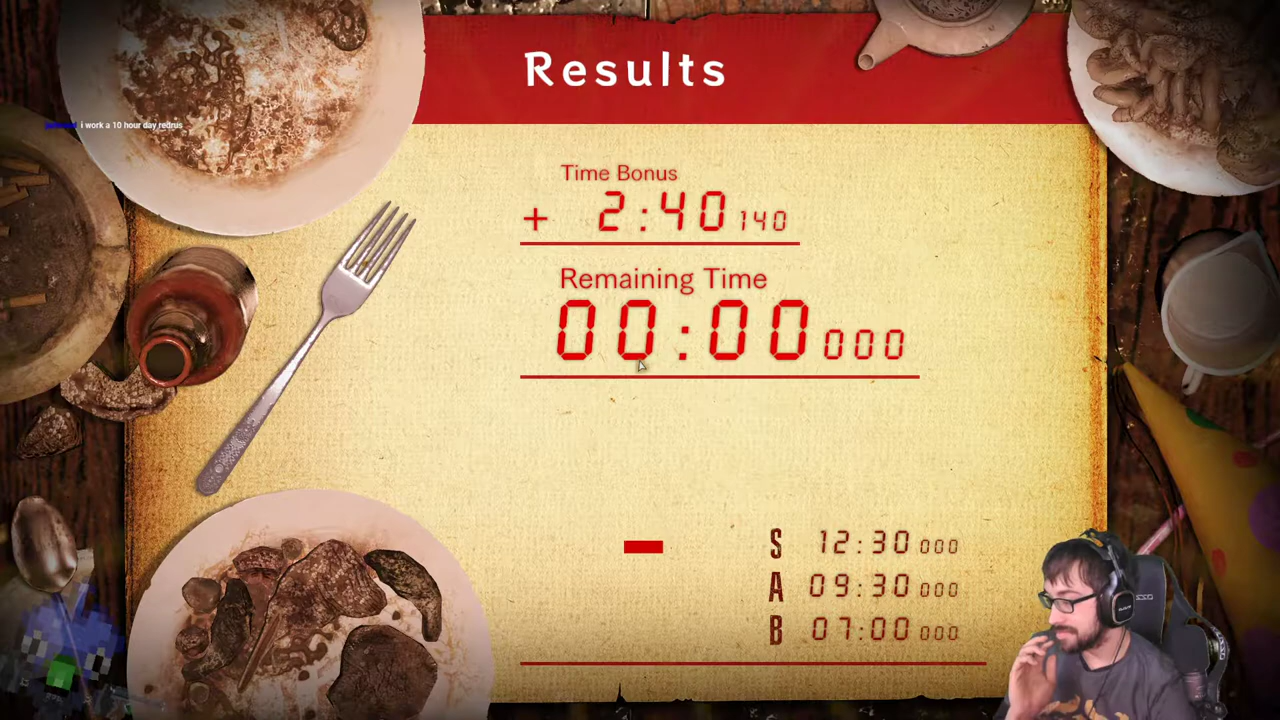 Results
i work a 10 hour day redrus
Time Bonus
+ 2:40 140
Remaining Time
00:00 000
-
S 12:30 000
A 09:30 000
B 07:00 000